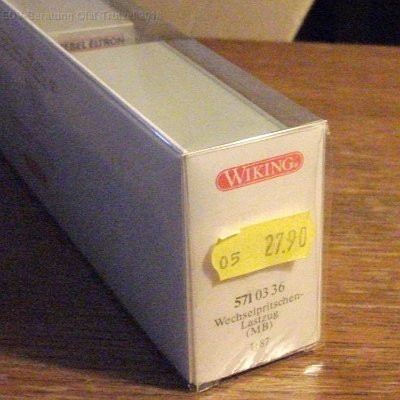 WIKING®
05 27.90
571 03 36
Wechselpritschen-
Lastzug
(MB)
1:87